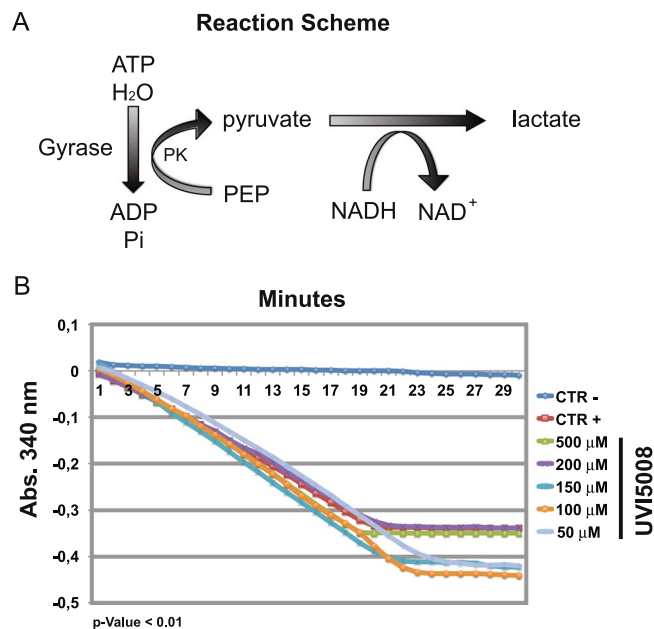 A
Reaction Scheme
ATP
H₂O
Gyrase
PK
pyruvate
lactate
PEP
NADH
NAD⁺
ADP
Pi
B
Minutes
0,1
0
-0,1
-0,2
-0,3
-0,4
-0,5
1 3 5 7 9 11 13 15 17 19 21 23 25 27 29
Abs. 340 nm
CTR -
CTR +
500 µM
200 µM
150 µM
100 µM
50 µM
UVI5008
p-Value < 0.01